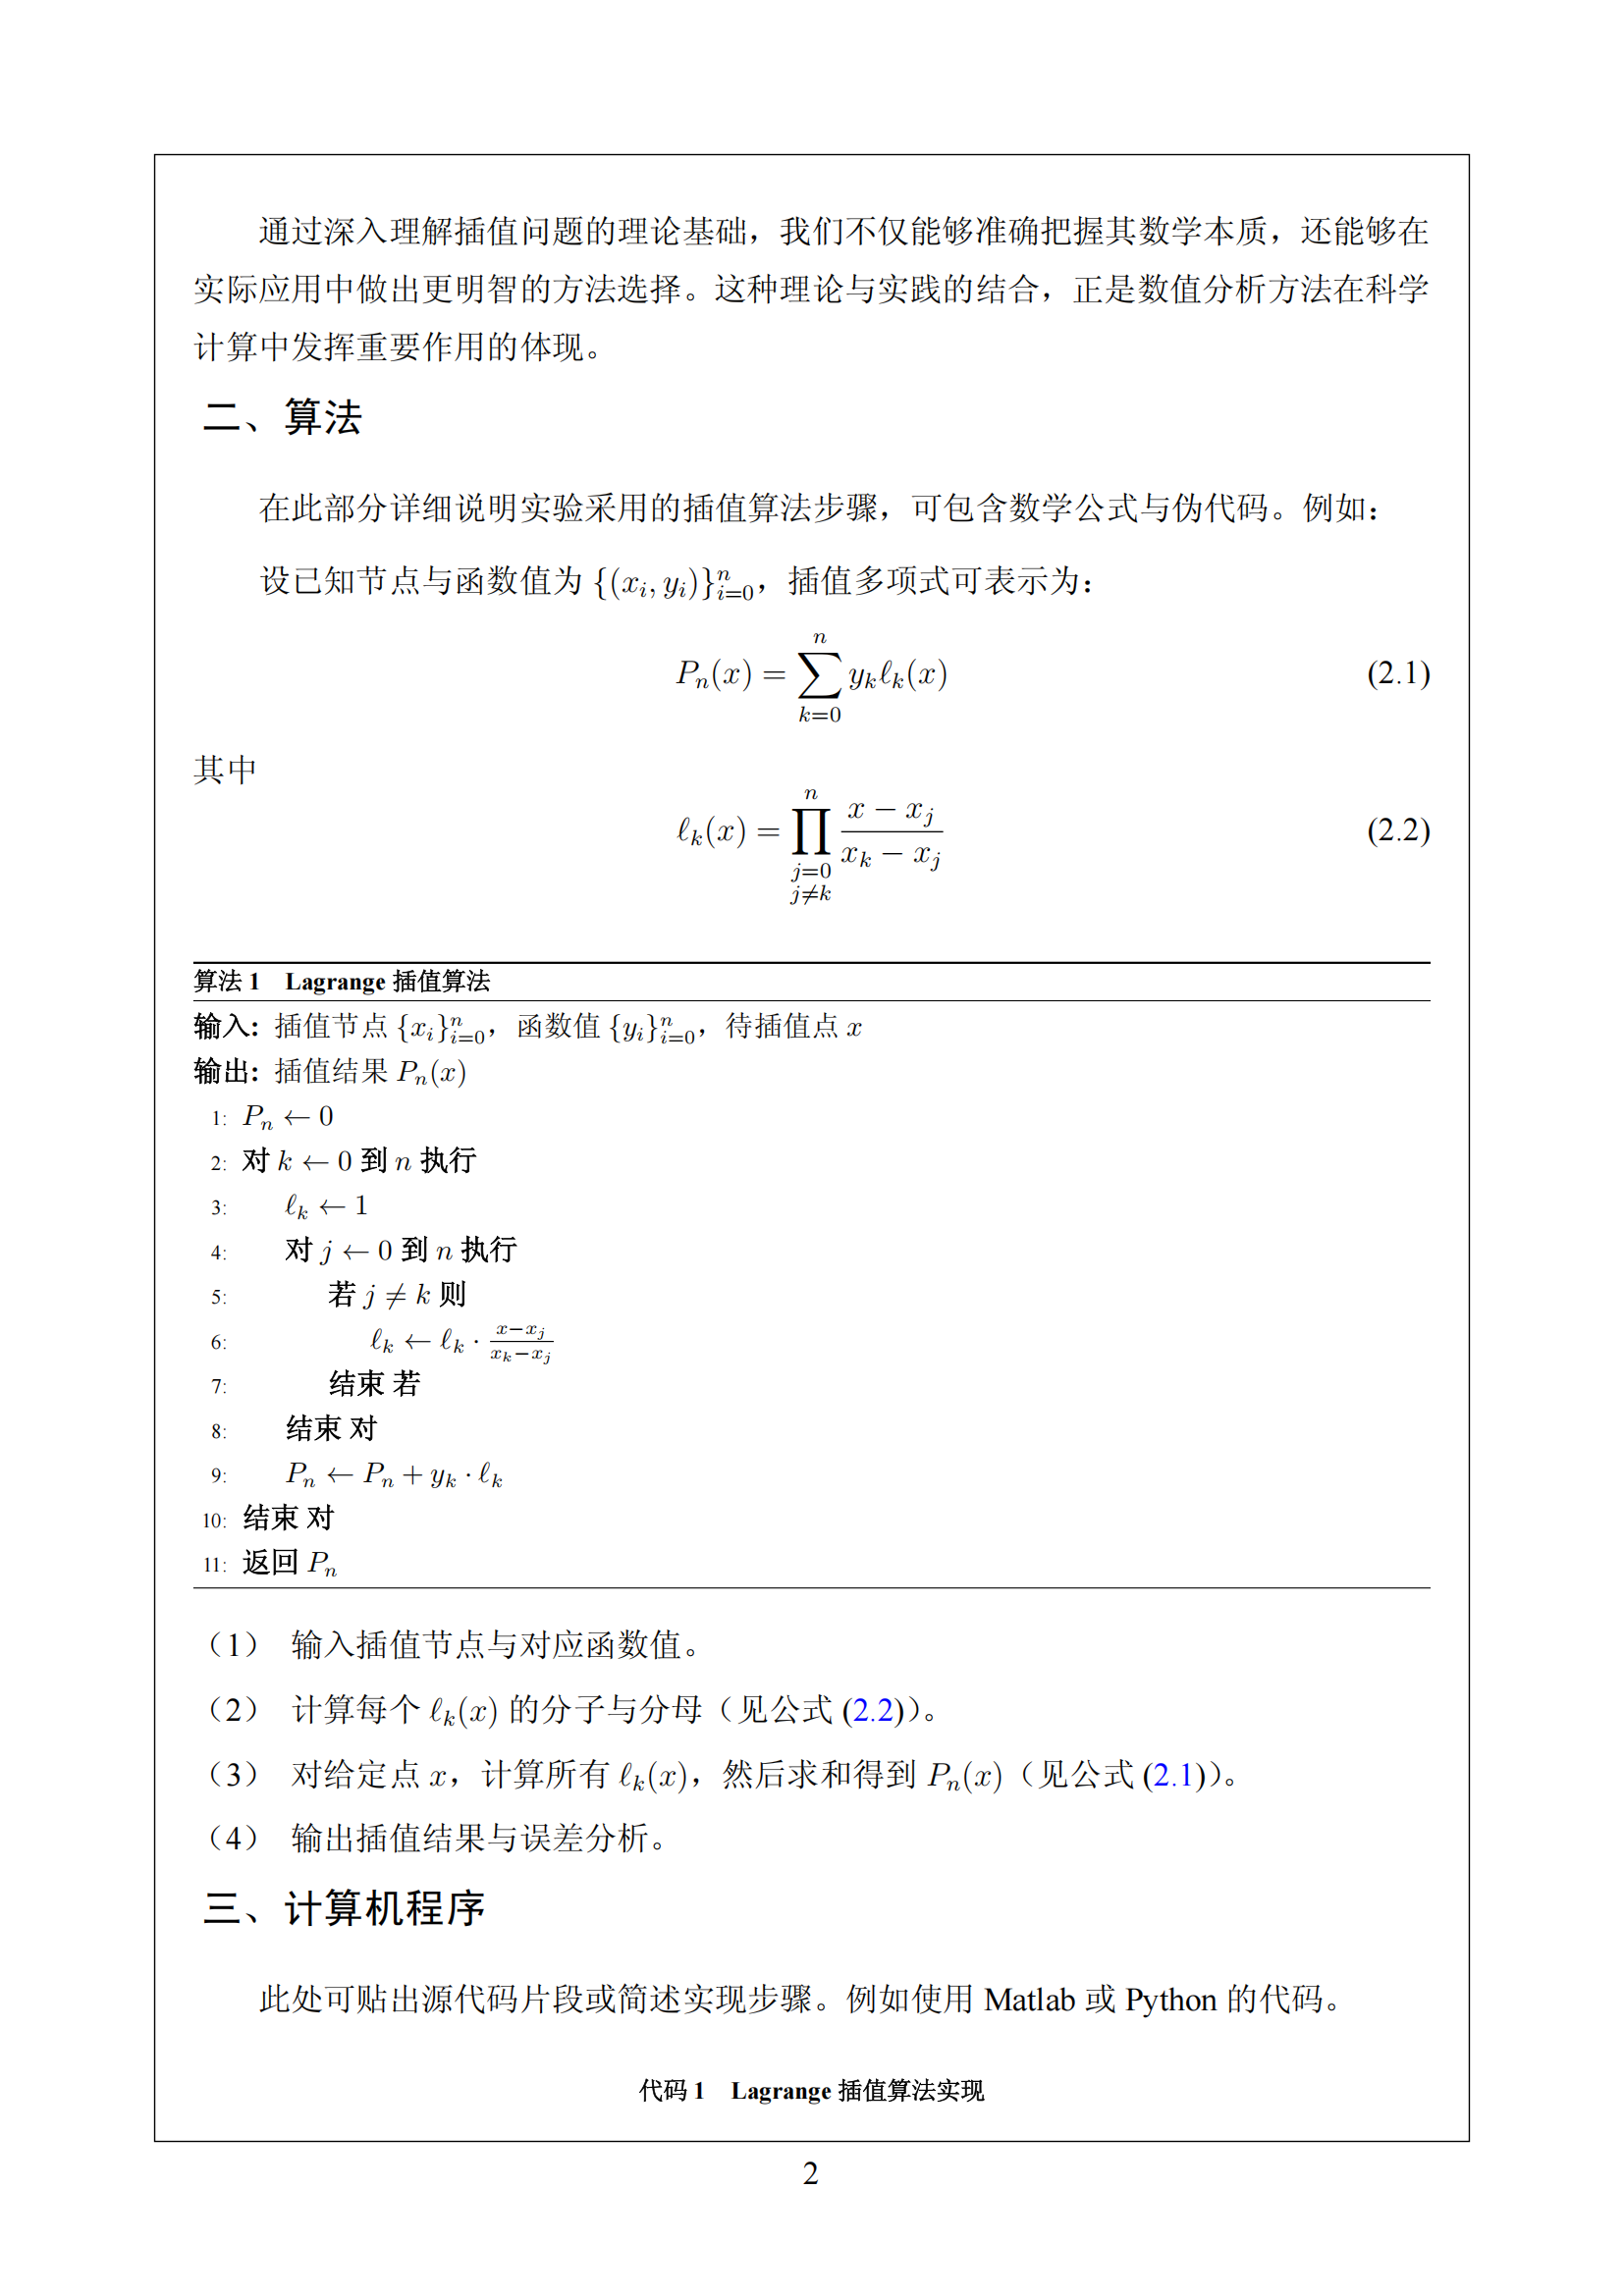 通过深入理解插值问题的理论基础，我们不仅能够准确把握其数学本质，还能够在
实际应用中做出更明智的方法选择。这种理论与实践的结合，正是数值分析方法在科学
计算中发挥重要作用的体现。
二、算法
在此部分详细说明实验采用的插值算法步骤，可包含数学公式与伪代码。例如：
设已知节点与函数值为 $\{(x_i, y_i)\}_{i=0}^{n}$，插值多项式可表示为：
$P_n(x) = \sum_{k=0}^{n} y_k \ell_k(x)$ (2.1)
其中
$\ell_k(x) = \prod_{\substack{j=0 \\ j \neq k}}^{n} \frac{x - x_j}{x_k - x_j}$ (2.2)
算法 1 Lagrange 插值算法
输入：插值节点 $\{x_i\}_{i=0}^{n}$，函数值 $\{y_i\}_{i=0}^{n}$，待插值点 $x$
输出：插值结果 $P_n(x)$
1: $P_n \leftarrow 0$
2: 对 $k \leftarrow 0$ 到 $n$ 执行
3: $\ell_k \leftarrow 1$
4: 对 $j \leftarrow 0$ 到 $n$ 执行
5: 若 $j \neq k$ 则
6: $\ell_k \leftarrow \ell_k \cdot \frac{x - x_j}{x_k - x_j}$
7: 结束 若
8: 结束 对
9: $P_n \leftarrow P_n + y_k \cdot \ell_k$
10: 结束 对
11: 返回 $P_n$
（1） 输入插值节点与对应函数值。
（2） 计算每个 $\ell_k(x)$ 的分子与分母（见公式 (2.2)）。
（3） 对给定点 $x$，计算所有 $\ell_k(x)$，然后求和得到 $P_n(x)$（见公式 (2.1)）。
（4） 输出插值结果与误差分析。
三、计算机程序
此处可贴出源代码片段或简述实现步骤。例如使用 Matlab 或 Python 的代码。
代码 1 Lagrange 插值算法实现
2